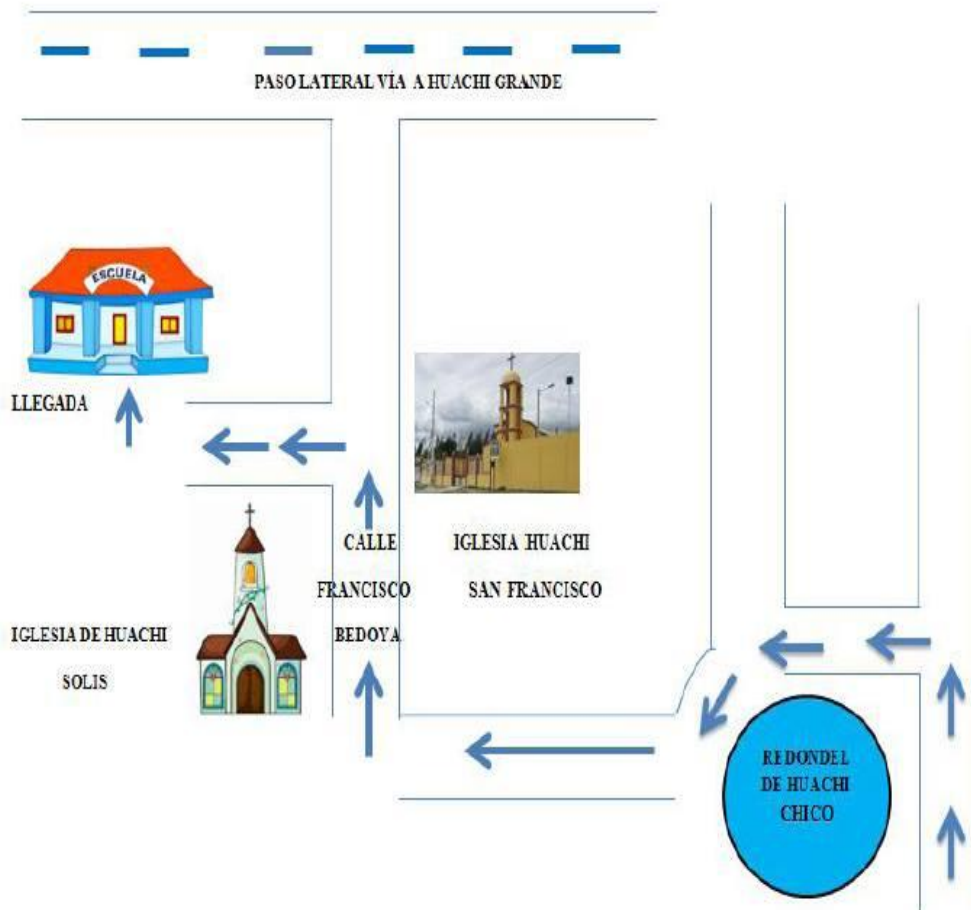 PASO LATERAL VÍA A HUACHI GRANDE
ESCUELA
LLEGADA
CALLE
FRANCISCO
BEDOYA
IGLESIA HUACHI
SAN FRANCISCO
IGLESIA DE HUACHI
SOLIS
REDONDEL
DE HUACHI
CHICO